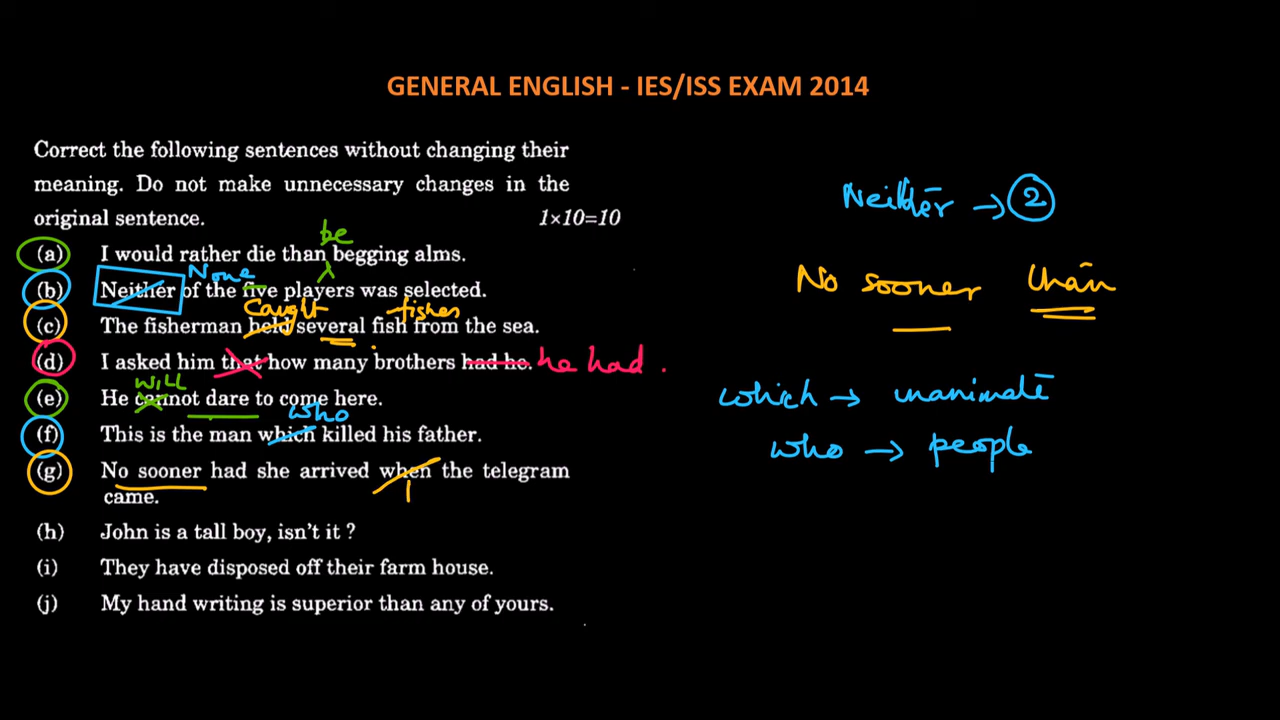 GENERAL ENGLISH - IES/ISS EXAM 2014
Correct the following sentences without changing their
meaning. Do not make unnecessary changes in the
original sentence. 1×10=10
be
(a) I would rather die than begging alms.
None
(b) Neither of the five players was selected.
Caught fishes
(c) The fisherman held several fish from the sea.
(d) I asked him that how many brothers had he. he had.
will
(e) He cannot dare to come here.
who
(f) This is the man which killed his father.
(g) No sooner had she arrived when the telegram
came.
(h) John is a tall boy, isn't it ?
(i) They have disposed off their farm house.
(j) My hand writing is superior than any of yours.
Neither → 2
No sooner than
which → inanimate
who → people